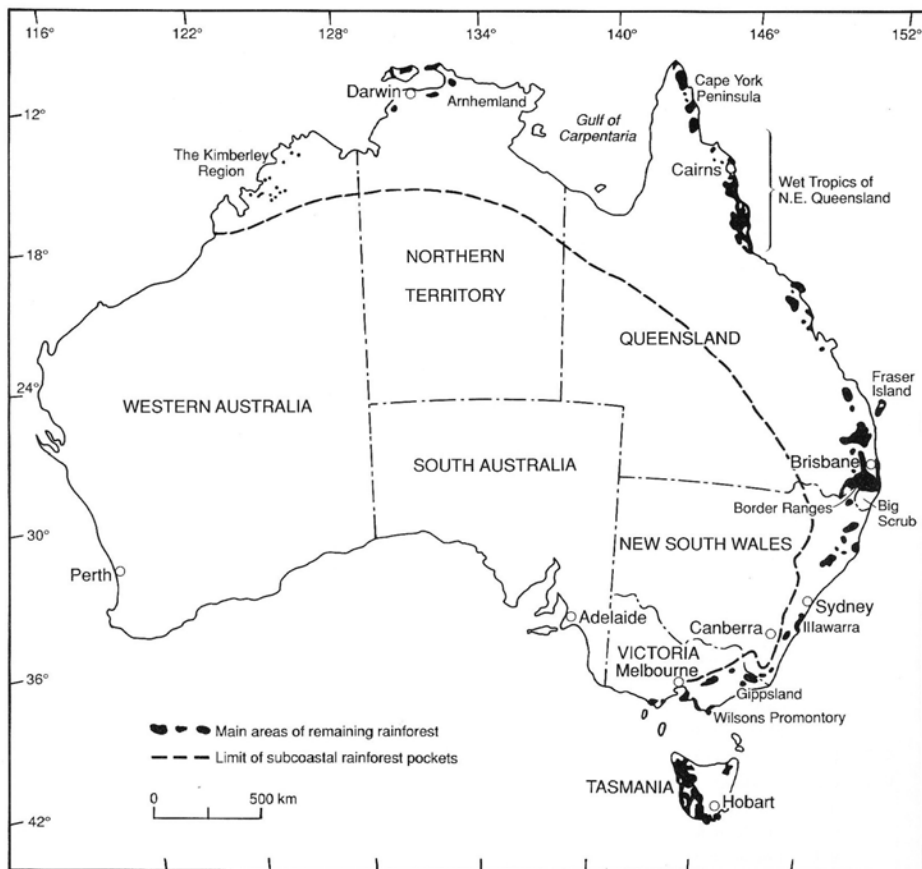 116°
122°
128°
134°
140°
146°
152°
12°
18°
24°
30°
36°
42°
Darwin
Arnhemland
Gulf of
Carpentaria
Cape York
Peninsula
The Kimberley
Region
Cairns
Wet Tropics of
N.E. Queensland
NORTHERN
TERRITORY
QUEENSLAND
Fraser
Island
WESTERN AUSTRALIA
SOUTH AUSTRALIA
Brisbane
Border Ranges
Big
Scrub
NEW SOUTH WALES
Perth
Adelaide
Sydney
Canberra
Illawarra
VICTORIA
Melbourne
Gippsland
Wilsons Promontory
Main areas of remaining rainforest
Limit of subcoastal rainforest pockets
0
500 km
TASMANIA
Hobart